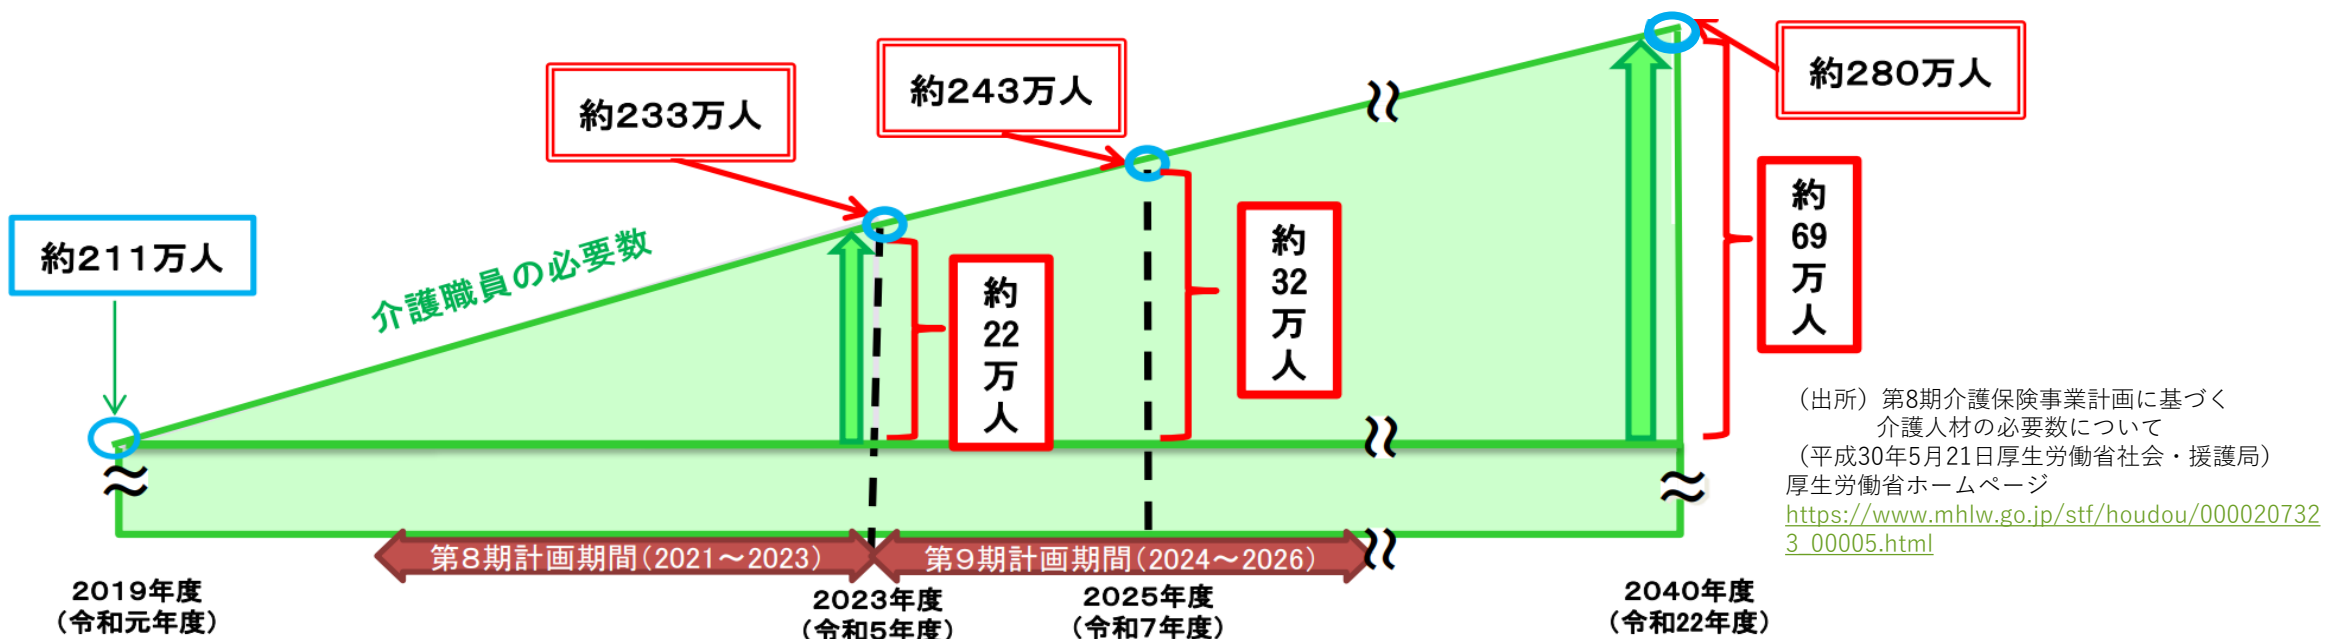 約280万人
約243万人
約233万人
約211万人
介護職員の必要数
約22万人
約32万人
約69万人
（出所）第8期介護保険事業計画に基づく
介護人材の必要数について
（平成30年5月21日厚生労働省社会・援護局）
厚生労働省ホームページ
https://www.mhlw.go.jp/stf/houdou/000020732
3_00005.html
第8期計画期間（2021～2023）
第9期計画期間（2024～2026）
2019年度
（令和元年度）
2023年度
（令和5年度）
2025年度
（令和7年度）
2040年度
（令和22年度）